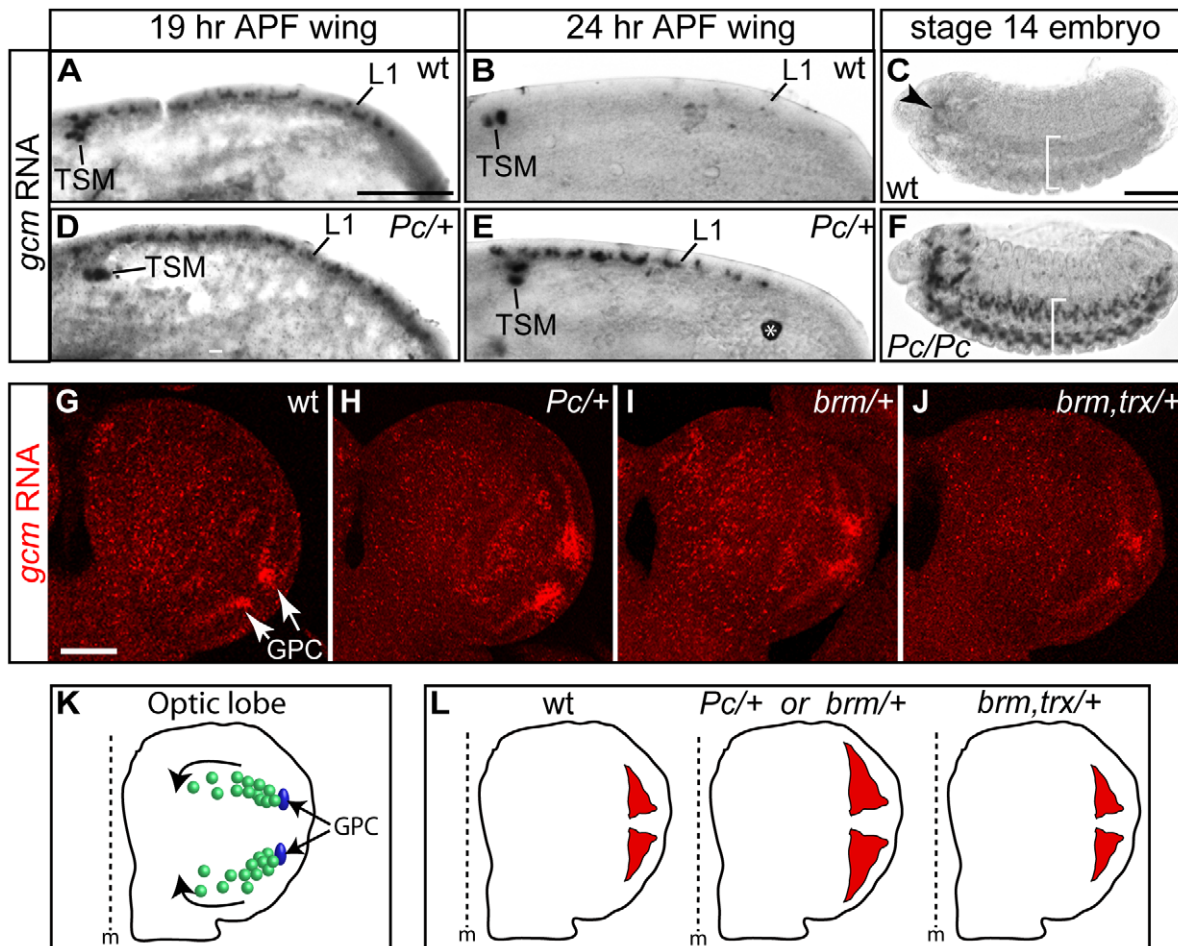 19 hr APF wing
24 hr APF wing
stage 14 embryo
gcm RNA
A
L1
wt
TSM
B
L1
wt
TSM
C
wt
D
L1
Pc/+
TSM
E
L1
Pc/+
TSM
*
F
Pc/Pc
gcm RNA
G
wt
GPC
H
Pc/+
I
brm/+
J
brm,trx/+
K
Optic lobe
GPC
m
L
wt
Pc/+ or brm/+
brm,trx/+
m
m
m